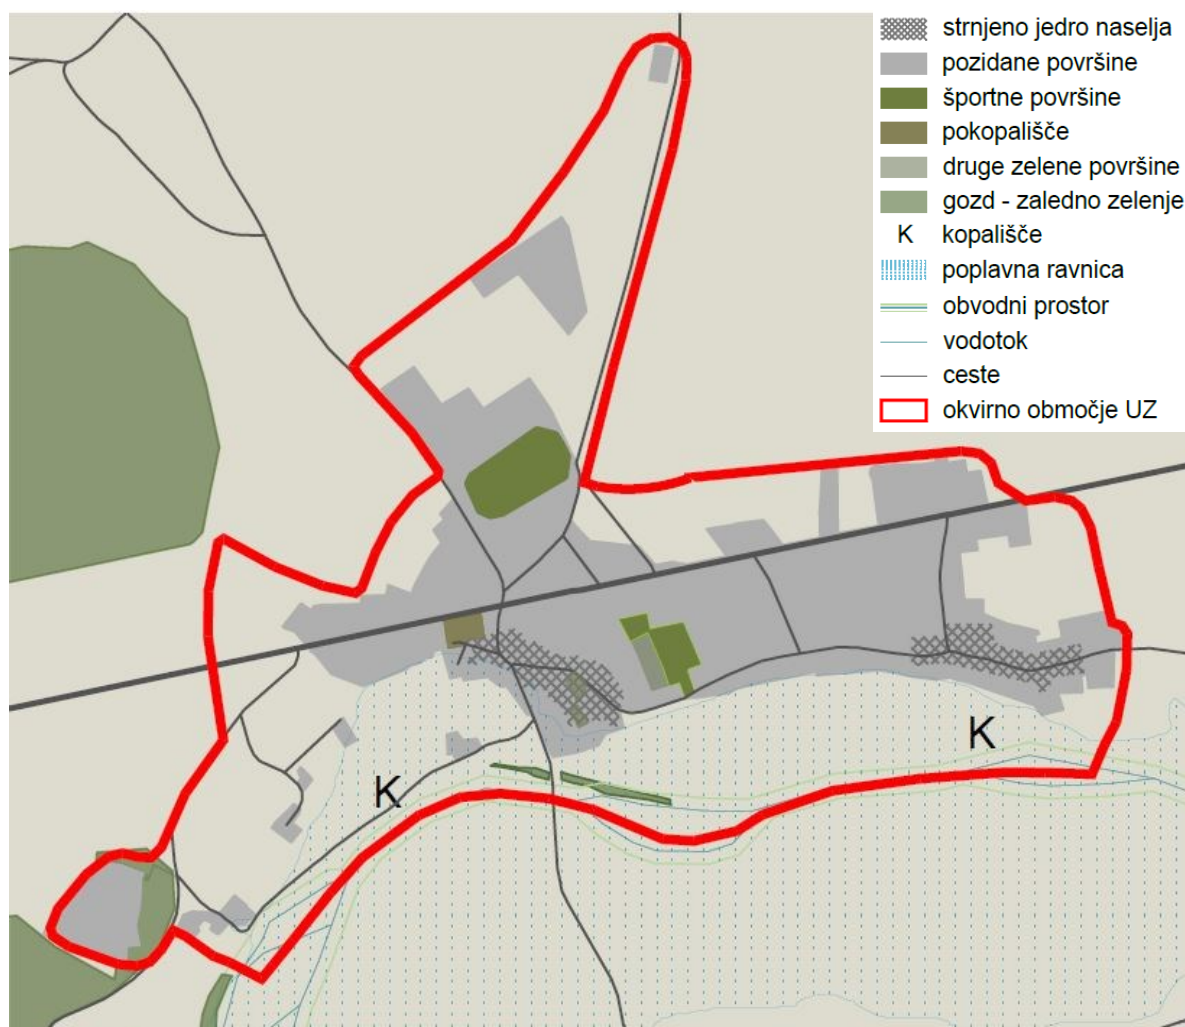 strnjeno jedro naselja
pozidane površine
športne površine
pokopališče
druge zelene površine
gozd - zaledno zelenje
K kopališče
poplavna ravnica
obvodni prostor
vodotok
ceste
okvirno območje UZ
K
K